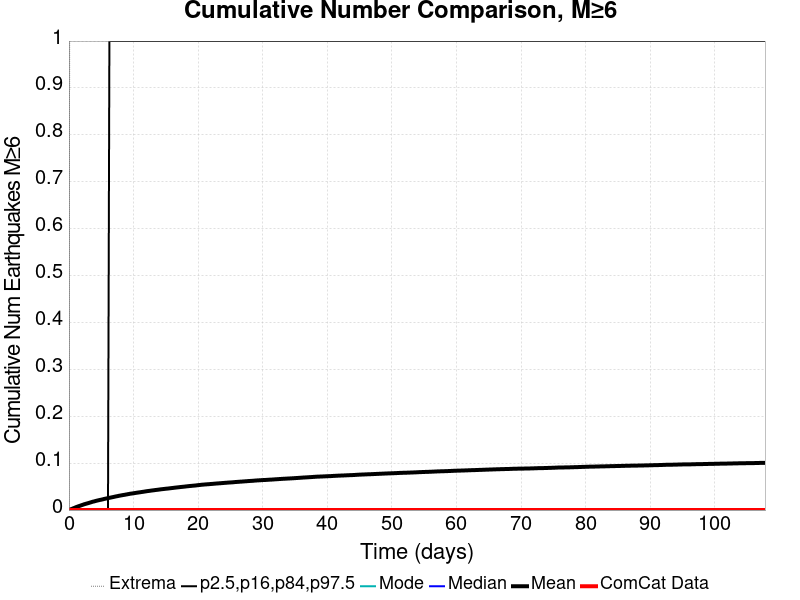 Cumulative Number Comparison, M≥6
Cumulative Num Earthquakes M≥6
1
0.9
0.8
0.7
0.6
0.5
0.4
0.3
0.2
0.1
0
0 10 20 30 40 50 60 70 80 90 100
Time (days)
Extrema p2.5,p16,p84,p97.5 Mode Median Mean ComCat Data